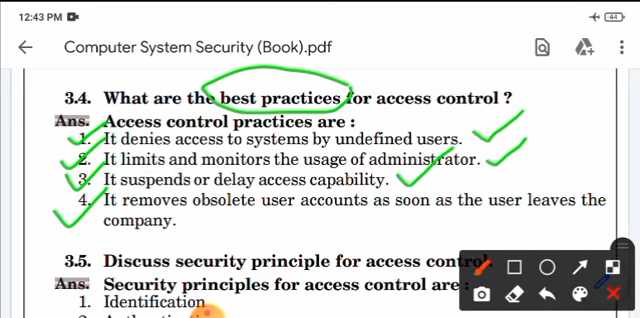 12:43 PM
44
Computer System Security (Book).pdf
3.4. What are the best practices for access control ?
Ans. Access control practices are :
1. It denies access to systems by undefined users.
2. It limits and monitors the usage of administrator.
3. It suspends or delay access capability.
4. It removes obsolete user accounts as soon as the user leaves the
company.
3.5. Discuss security principle for access control.
Ans. Security principles for access control are :
1. Identification